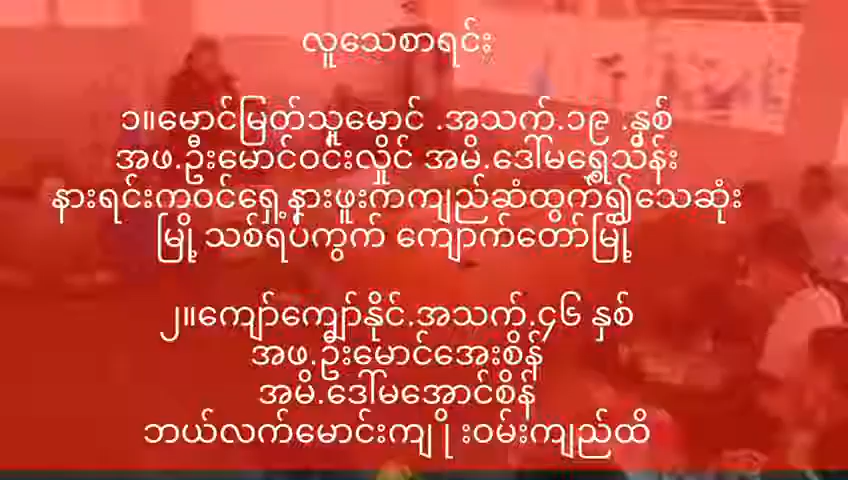 လူသေစာရင်း
၁။မောင်မြတ်သူမောင် .အသက်.၁၉ .နှစ်
အဖ.ဦးမောင်ဝင်းလှိုင် အမိ.ဒေါ်မရွှေသိန်း
နားရင်းကဝင်ရှေ့နားဖူးကကျည်ဆံထွက်၍သေဆုံး
မြို့သစ်ရပ်ကွက် ကျောက်တော်မြို့
၂။ကျော်ကျော်နိုင်.အသက်.၄၆ နှစ်
အဖ.ဦးမောင်အေးစိန်
အမိ.ဒေါ်မအောင်စိန်
ဘယ်လက်မောင်းကျ ိုးဝမ်းကျည်ထိ